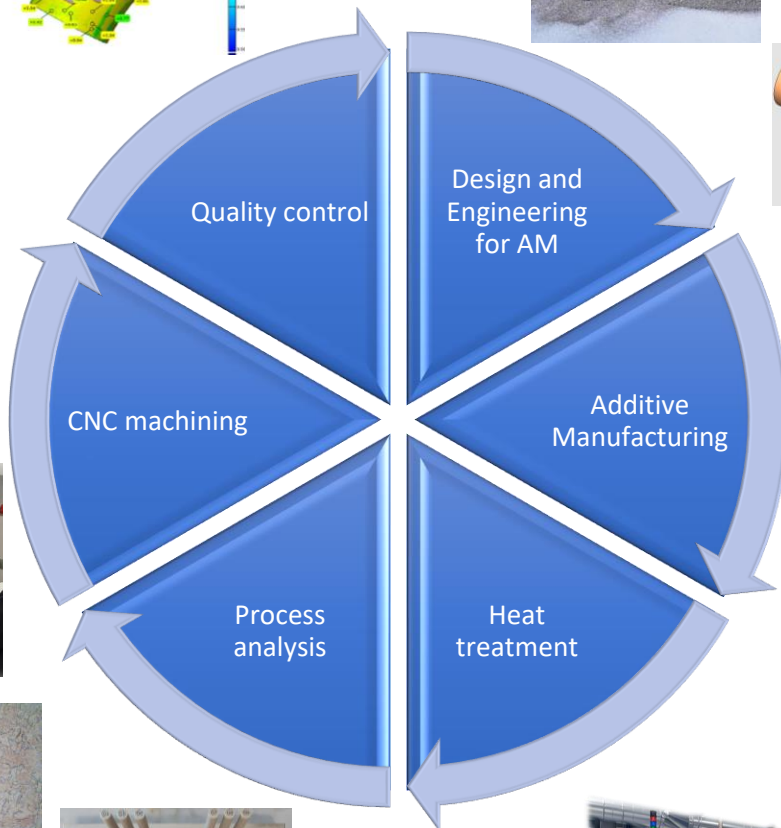 Design and
Engineering
for AM
Additive
Manufacturing
Heat
treatment
Process
analysis
CNC machining
Quality control